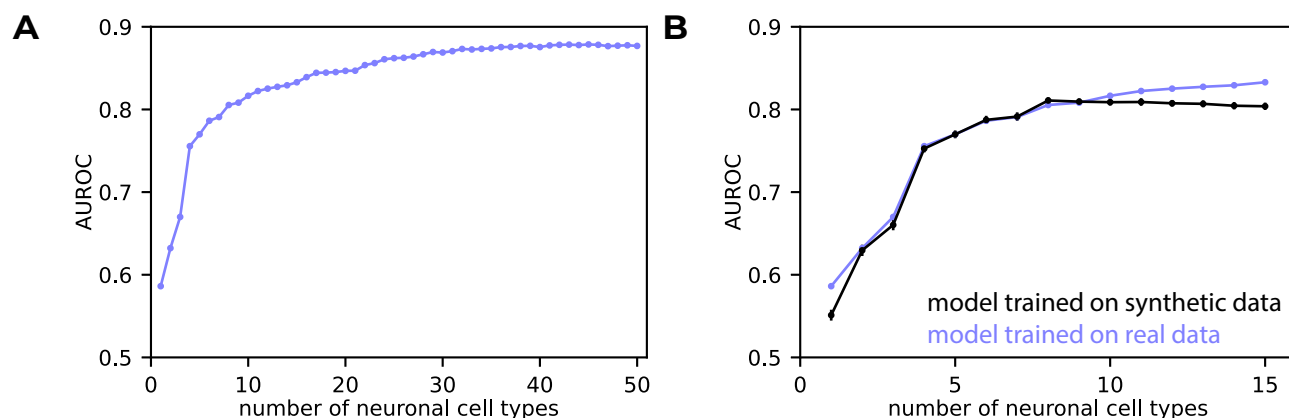 A
0.9
0.8
0.7
0.6
0.5
AUROC
0 10 20 30 40 50
number of neuronal cell types
B
0.9
0.8
0.7
0.6
0.5
AUROC
model trained on synthetic data
model trained on real data
0 5 10 15
number of neuronal cell types